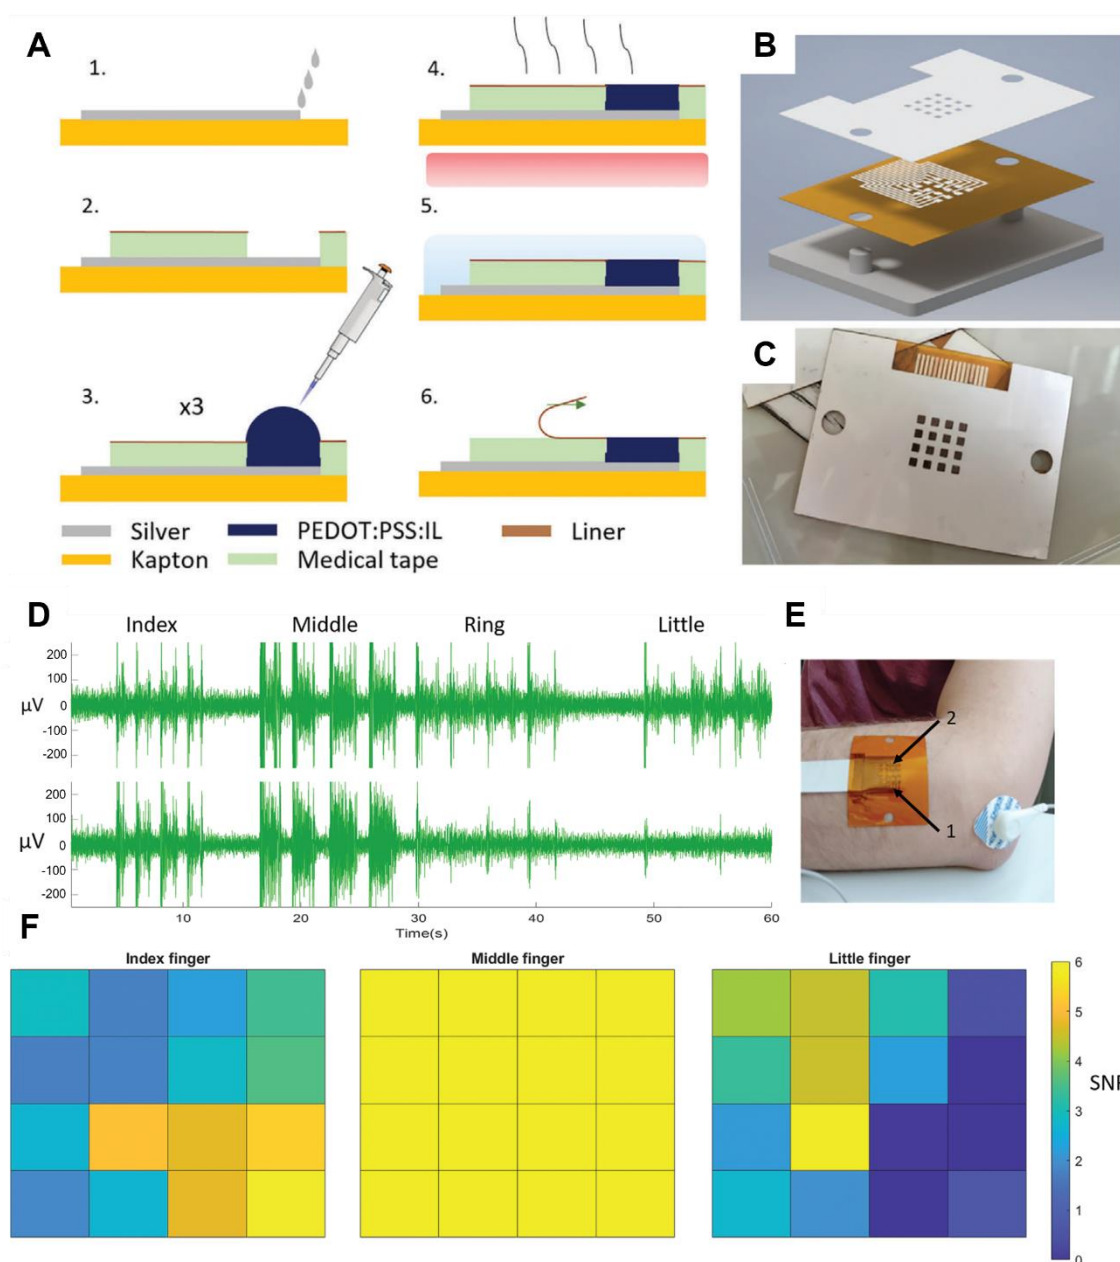 A
1.
2.
3.
x3
4.
5.
6.
Silver
PEDOT:PSS:IL
Liner
Kapton
Medical tape
B
C
D
Index
Middle
Ring
Little
200
100
0
-100
-200
µV
200
100
0
-100
-200
µV
10
20
30
40
50
60
Time(s)
E
2
1
F
Index finger
Middle finger
Little finger
6
5
4
3
2
1
0
SNR